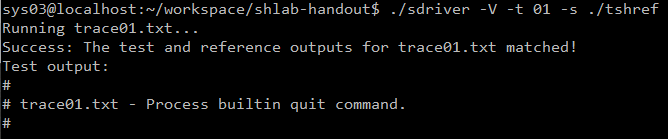 sys03@localhost:~/workspace/shlab-handout$ ./sdriver -V -t 01 -s ./tshref
Running trace01.txt...
Success: The test and reference outputs for trace01.txt matched!
Test output:
#
# trace01.txt - Process builtin quit command.
#